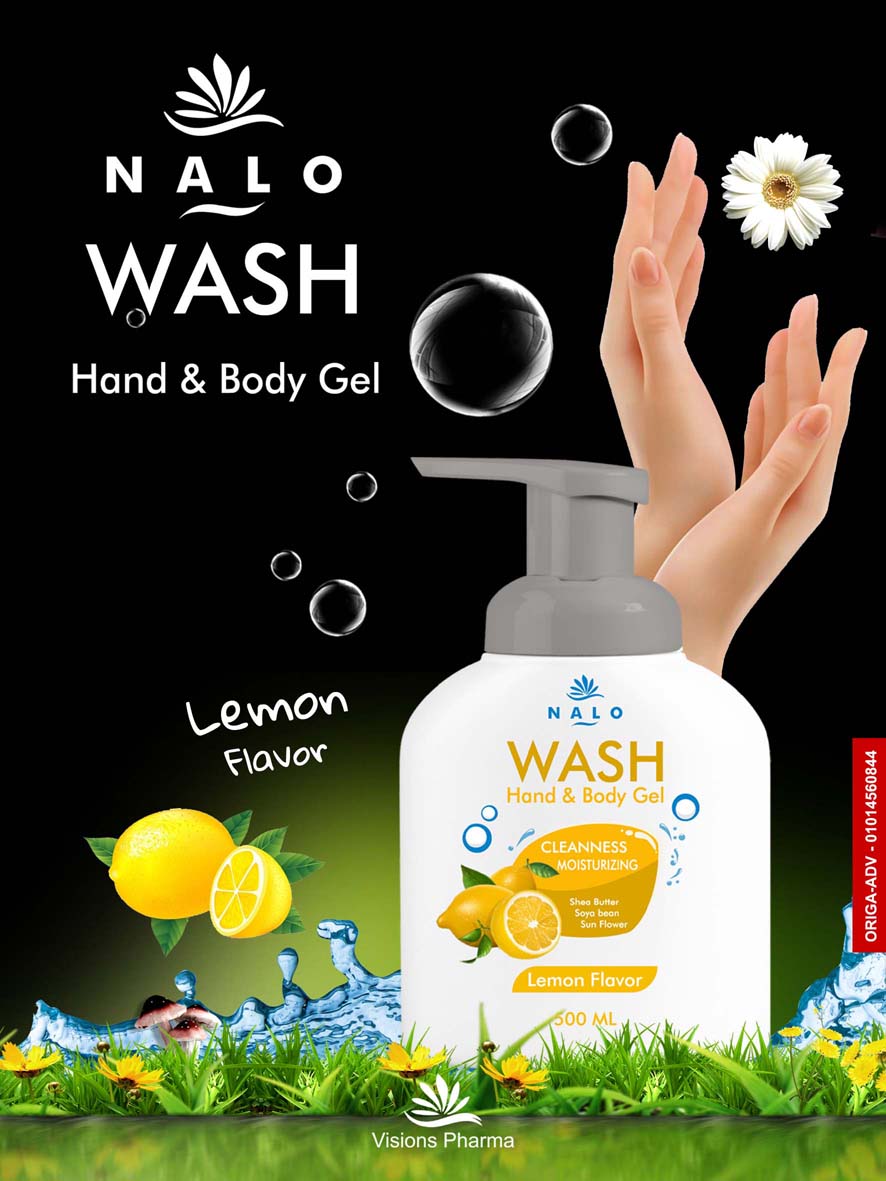 NALO
WASH
Hand & Body Gel
Lemon
Flavor
NALO
WASH
Hand & Body Gel
CLEANNESS
MOISTURIZING
Shea Butter
Soya bean
Sun Flower
Lemon Flavor
500 ML
ORIGA-ADV - 01014560844
Visions Pharma